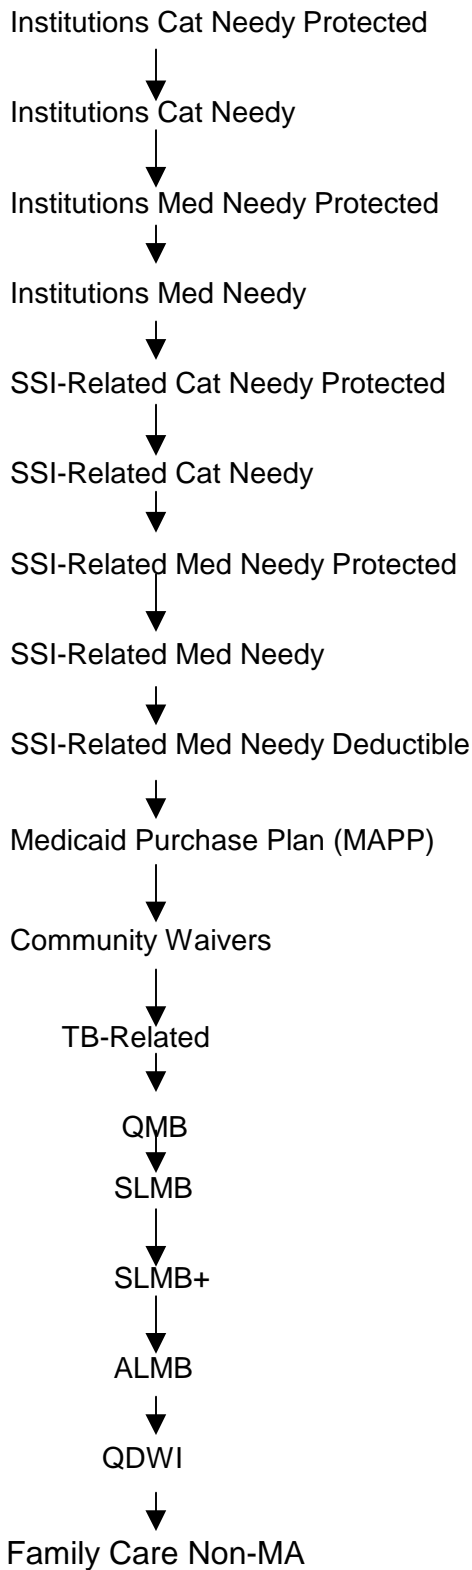 Institutions Cat Needy Protected
Institutions Cat Needy
Institutions Med Needy Protected
Institutions Med Needy
SSI-Related Cat Needy Protected
SSI-Related Cat Needy
SSI-Related Med Needy Protected
SSI-Related Med Needy
SSI-Related Med Needy Deductible
Medicaid Purchase Plan (MAPP)
Community Waivers
TB-Related
QMB
SLMB
SLMB+
ALMB
QDWI
Family Care Non-MA